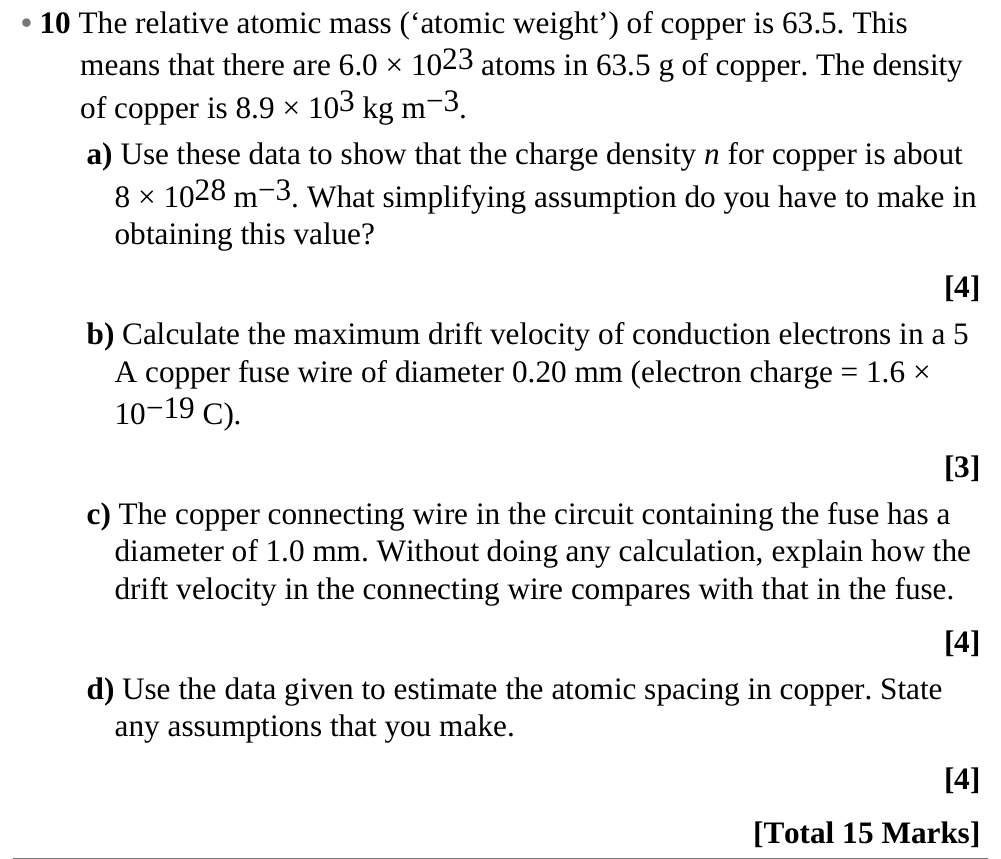 • 10 The relative atomic mass (‘atomic weight’) of copper is 63.5. This
means that there are 6.0 × 10²³ atoms in 63.5 g of copper. The density
of copper is 8.9 × 10³ kg m⁻³.
a) Use these data to show that the charge density n for copper is about
8 × 10²⁸ m⁻³. What simplifying assumption do you have to make in
obtaining this value?
[4]
b) Calculate the maximum drift velocity of conduction electrons in a 5
A copper fuse wire of diameter 0.20 mm (electron charge = 1.6 ×
10⁻¹⁹ C).
[3]
c) The copper connecting wire in the circuit containing the fuse has a
diameter of 1.0 mm. Without doing any calculation, explain how the
drift velocity in the connecting wire compares with that in the fuse.
[4]
d) Use the data given to estimate the atomic spacing in copper. State
any assumptions that you make.
[4]
[Total 15 Marks]